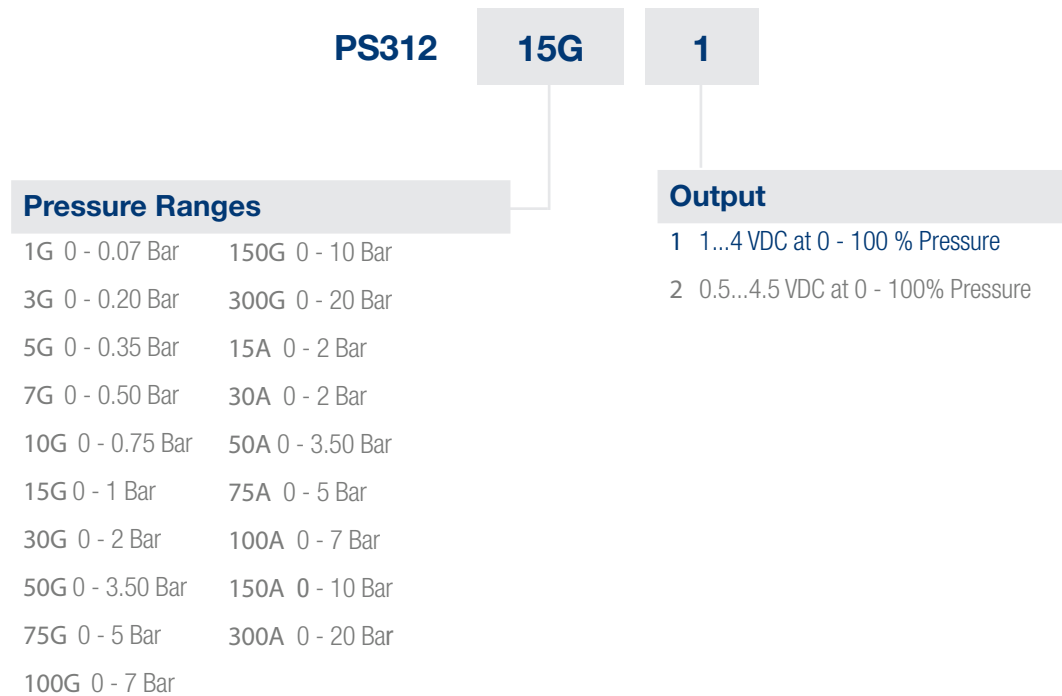 PS312 15G 1
Pressure Ranges
1G 0 - 0.07 Bar
3G 0 - 0.20 Bar
5G 0 - 0.35 Bar
7G 0 - 0.50 Bar
10G 0 - 0.75 Bar
15G 0 - 1 Bar
30G 0 - 2 Bar
50G 0 - 3.50 Bar
75G 0 - 5 Bar
100G 0 - 7 Bar
150G 0 - 10 Bar
300G 0 - 20 Bar
15A 0 - 2 Bar
30A 0 - 2 Bar
50A 0 - 3.50 Bar
75A 0 - 5 Bar
100A 0 - 7 Bar
150A 0 - 10 Bar
300A 0 - 20 Bar
Output
1 1...4 VDC at 0 - 100 % Pressure
2 0.5...4.5 VDC at 0 - 100% Pressure